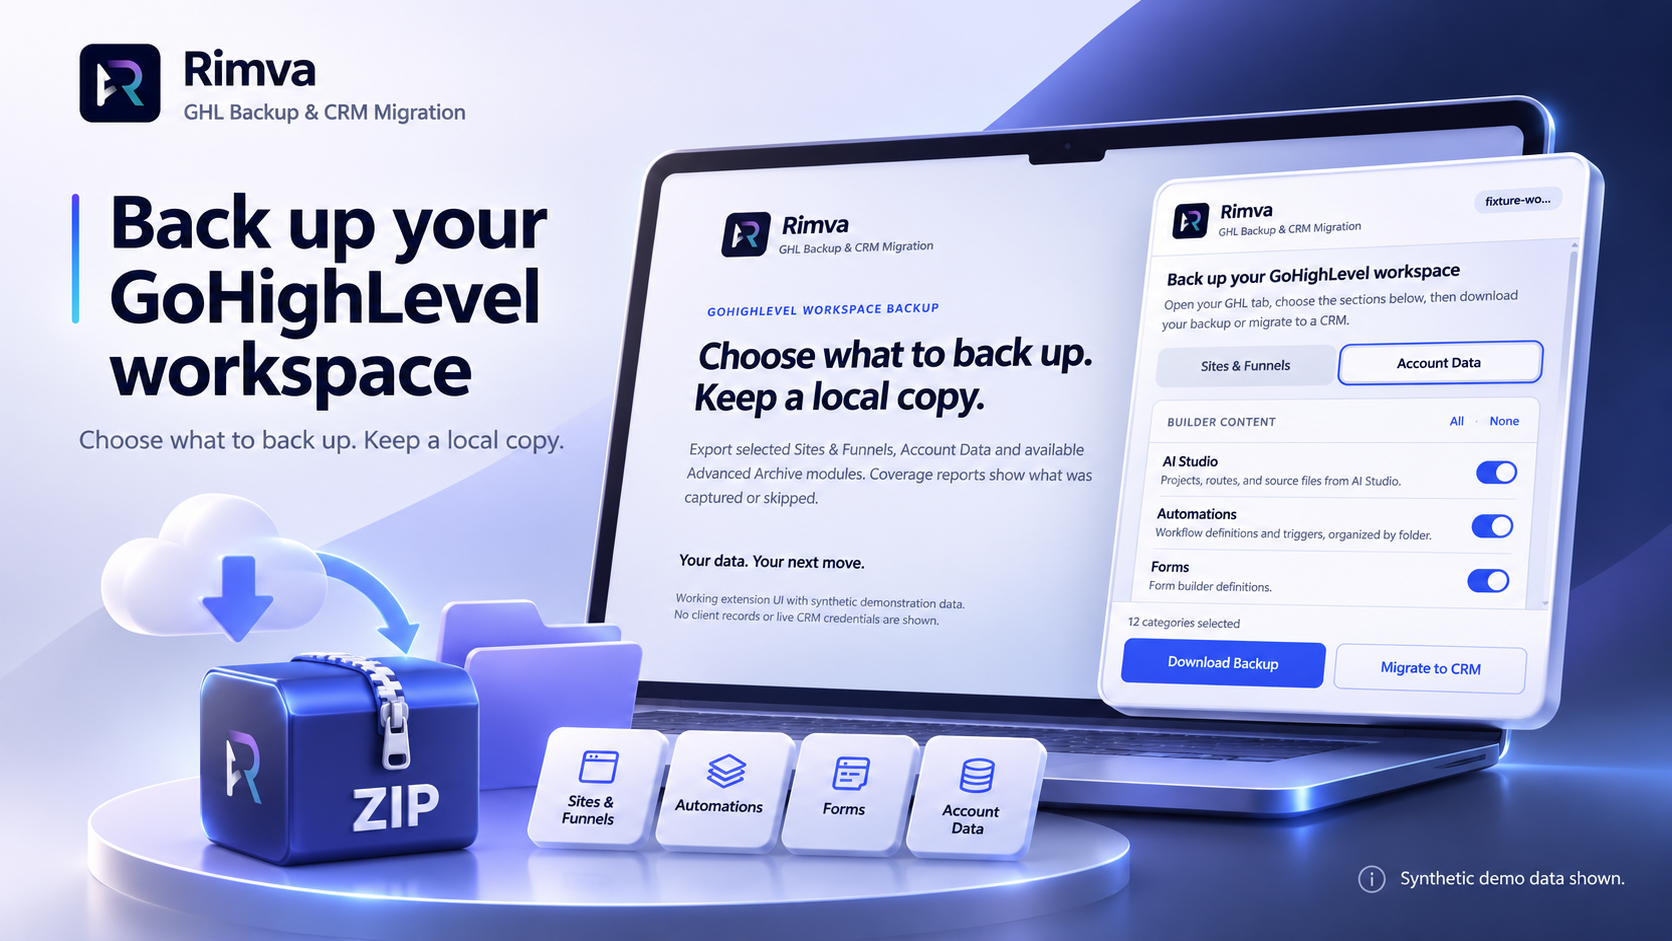 Rimva
GHL Backup & CRM Migration
Back up your
GoHighLevel
workspace
Choose what to back up. Keep a local copy.
ZIP
Sites &
Funnels
Automations
Forms
Account
Data
Rimva
GHL Backup & CRM Migration
GOHIGHLEVEL WORKSPACE BACKUP
Choose what to back up.
Keep a local copy.
Export selected Sites & Funnels, Account Data and available
Advanced Archive modules. Coverage reports show what was
captured or skipped.
Your data. Your next move.
Working extension UI with synthetic demonstration data.
No client records or live CRM credentials are shown.
Rimva
GHL Backup & CRM Migration
fixture-wo...
Back up your GoHighLevel workspace
Open your GHL tab, choose the sections below, then download
your backup or migrate to a CRM.
Sites & Funnels
Account Data
BUILDER CONTENT
All · None
AI Studio
Projects, routes, and source files from AI Studio.
Automations
Workflow definitions and triggers, organized by folder.
Forms
Form builder definitions.
12 categories selected
Download Backup
Migrate to CRM
Synthetic demo data shown.